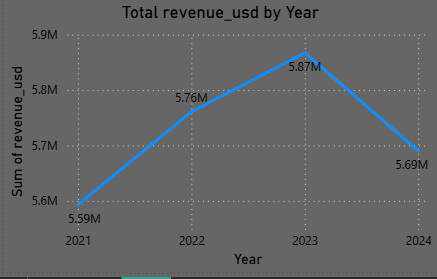 Total revenue_usd by Year
Sum of revenue_usd
5.9M
5.8M
5.7M
5.6M
5.59M
5.76M
5.87M
5.69M
2021 2022 2023 2024
Year